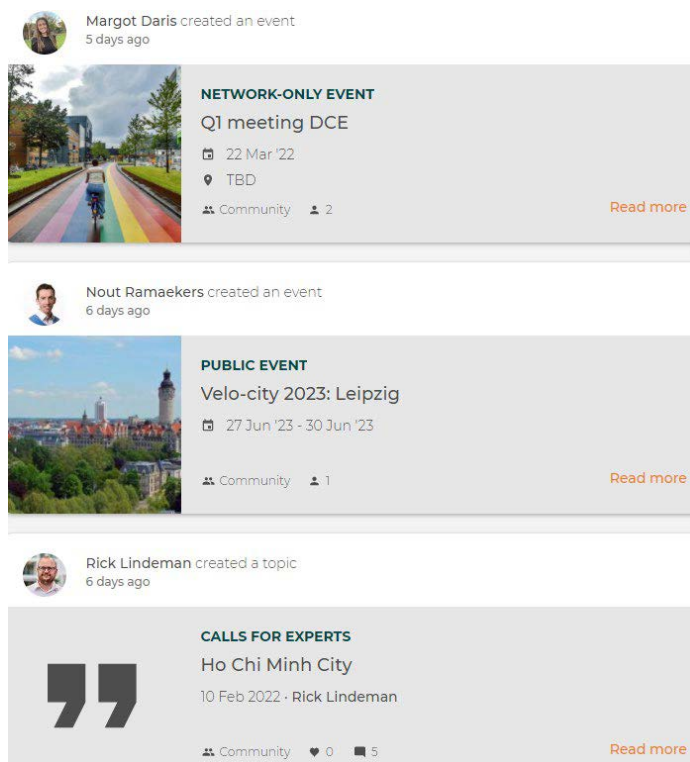 Margot Daris created an event
5 days ago
NETWORK-ONLY EVENT
Q1 meeting DCE
22 Mar '22
TBD
Community 2
Read more
Nout Ramaekers created an event
6 days ago
PUBLIC EVENT
Velo-city 2023: Leipzig
27 Jun '23 - 30 Jun '23
Community 1
Read more
Rick Lindeman created a topic
6 days ago
CALLS FOR EXPERTS
Ho Chi Minh City
10 Feb 2022 · Rick Lindeman
Community 0 5
Read more